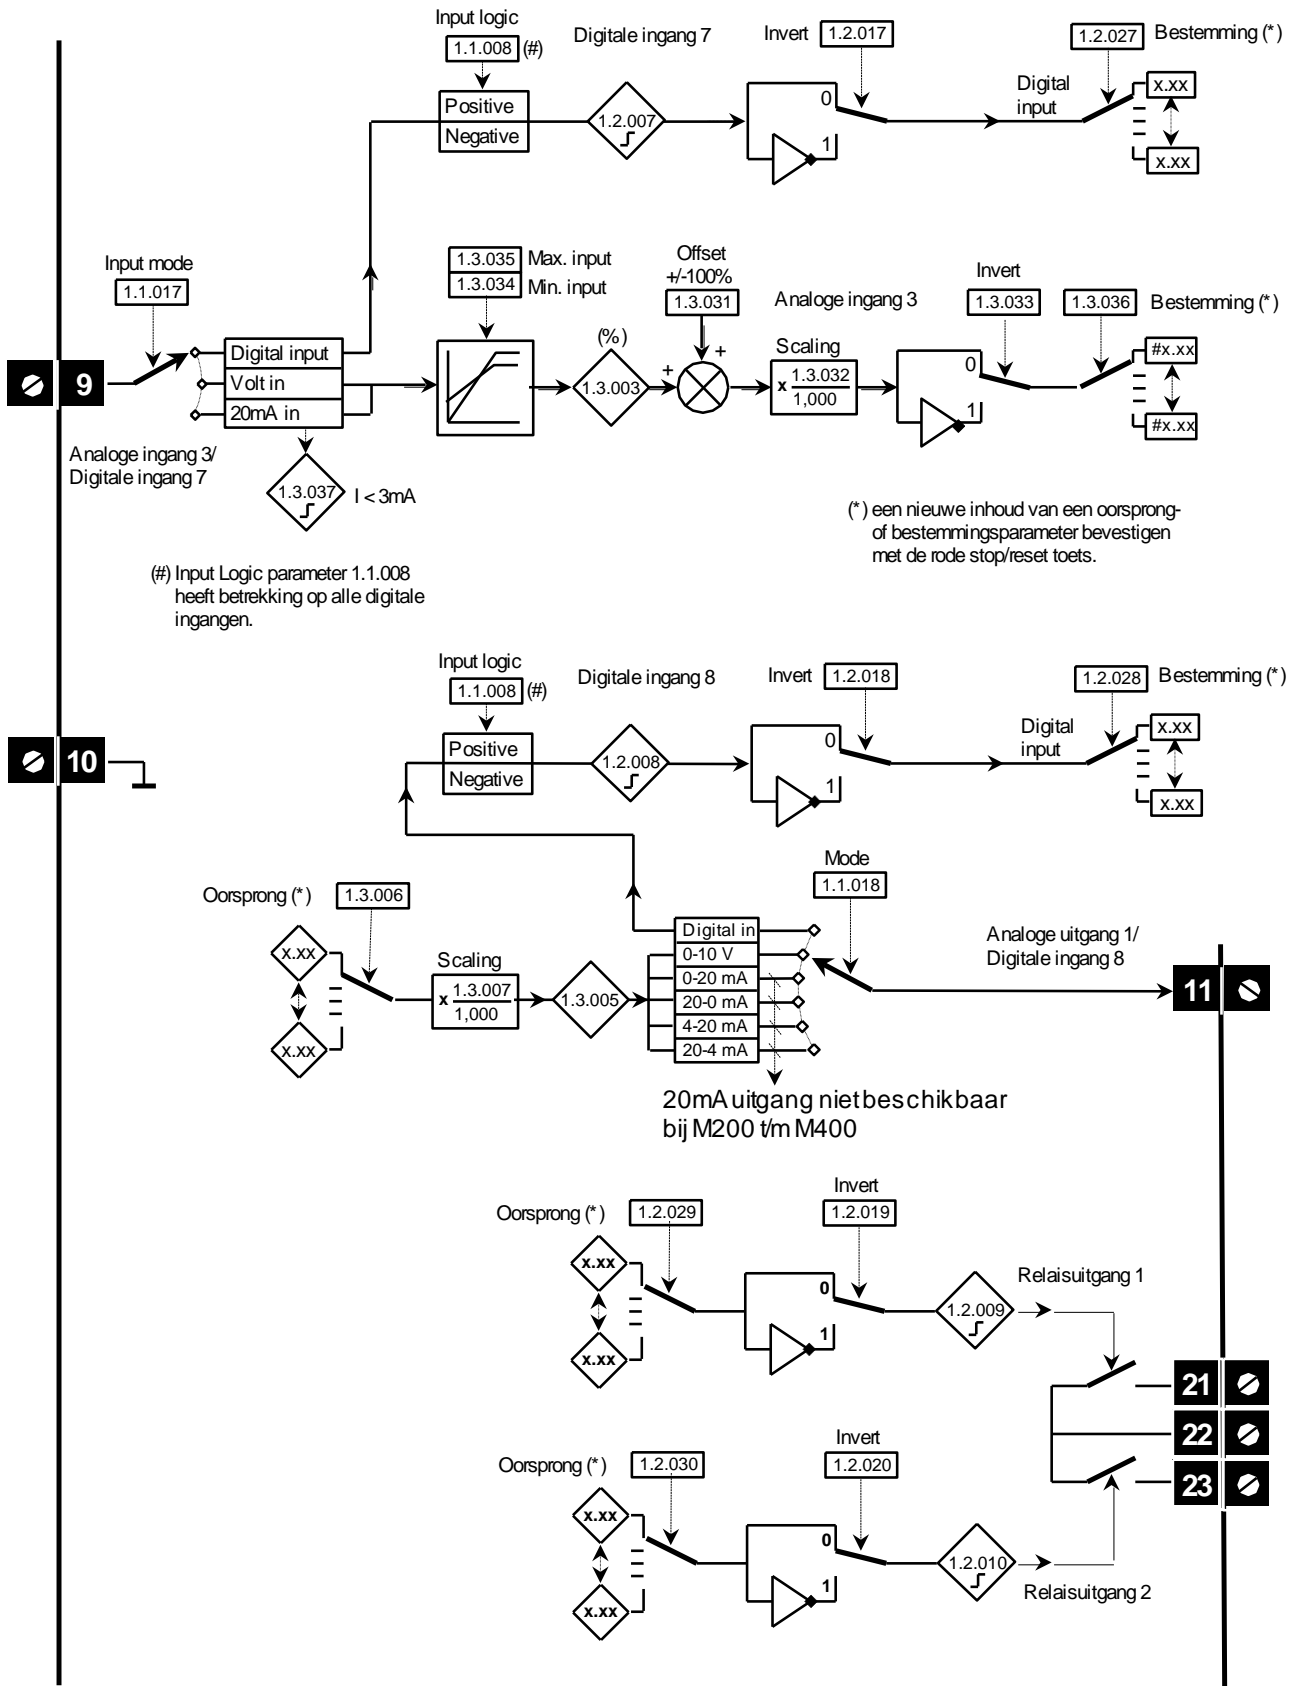 Input logic
1.1.008 (#)
Digitale ingang 7
Invert 1.2.017
1.2.027 Bestemming (*)
Positive
Negative
1.2.007
0
1
Digital
input
x.xx
x.xx
Input mode
1.1.017
1.3.035 Max. input
1.3.034 Min. input
Offset
+/-100%
1.3.031
Analoge ingang 3
Invert
1.3.033
1.3.036 Bestemming (*)
9
Digital input
Volt in
20mA in
(%)
1.3.003
+
+
Scaling
x 1.3.032
1,000
0
1
#x.xx
#x.xx
Analoge ingang 3/
Digitale ingang 7
1.3.037 I < 3mA
(*) een nieuwe inhoud van een oorsprong-
of bestemmingsparameter bevestigen
met de rode stop/reset toets.
(#) Input Logic parameter 1.1.008
heeft betrekking op alle digitale
ingangen.
Input logic
1.1.008 (#)
Digitale ingang 8
Invert 1.2.018
1.2.028 Bestemming (*)
10
Positive
Negative
1.2.008
0
1
Digital
input
x.xx
x.xx
Oorsprong (*) 1.3.006
x.xx
x.xx
Scaling
x 1.3.007
1,000
1.3.005
Mode
1.1.018
Digital in
0-10 V
0-20 mA
20-0 mA
4-20 mA
20-4 mA
Analoge uitgang 1/
Digitale ingang 8
11
20mA uitgang niet beschikbaar
bij M200 t/m M400
Oorsprong (*) 1.2.029
Invert
1.2.019
x.xx
x.xx
0
1
1.2.009
Relaisuitgang 1
21
22
23
Oorsprong (*) 1.2.030
Invert
1.2.020
x.xx
x.xx
0
1
1.2.010
Relaisuitgang 2